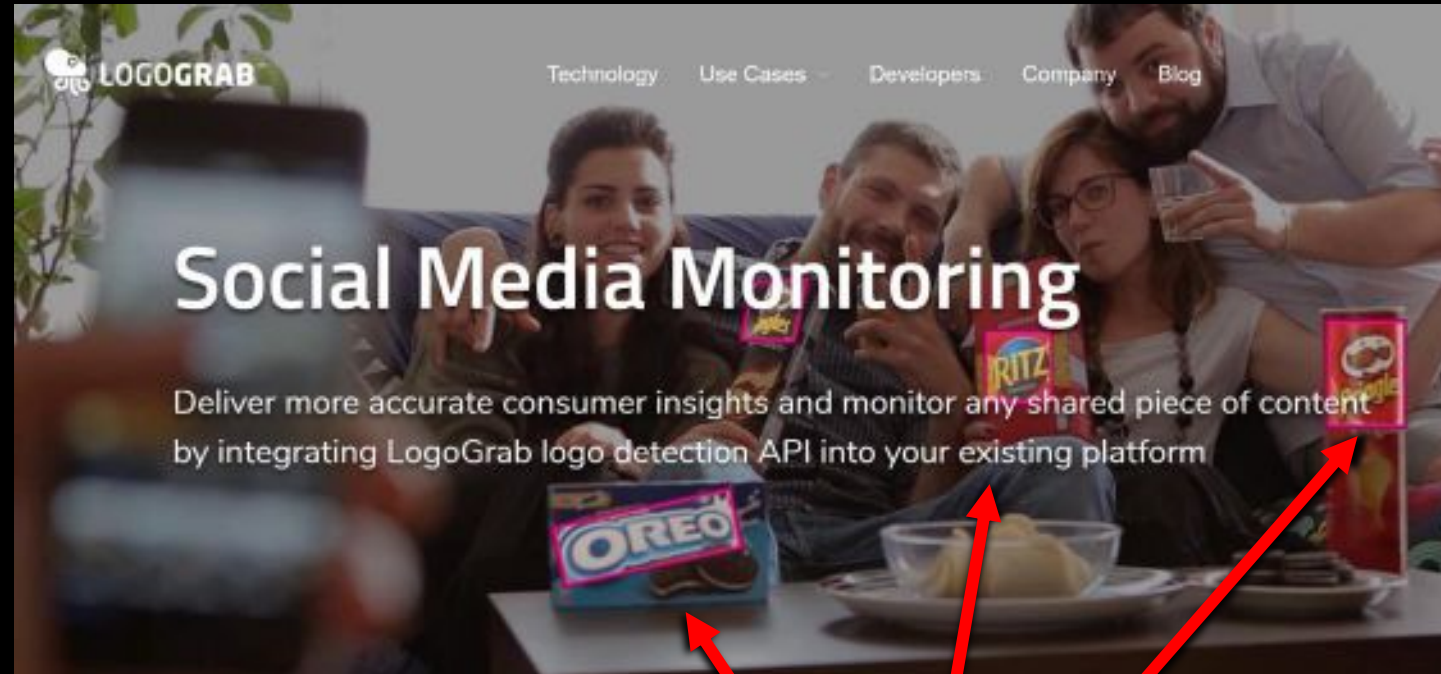 LOGOGRAB
Technology Use Cases Developers Company Blog
Social Media Monitoring
RITZ
Deliver more accurate consumer insights and monitor any shared piece of content
by integrating LogoGrab logo detection API into your existing platform
OREO